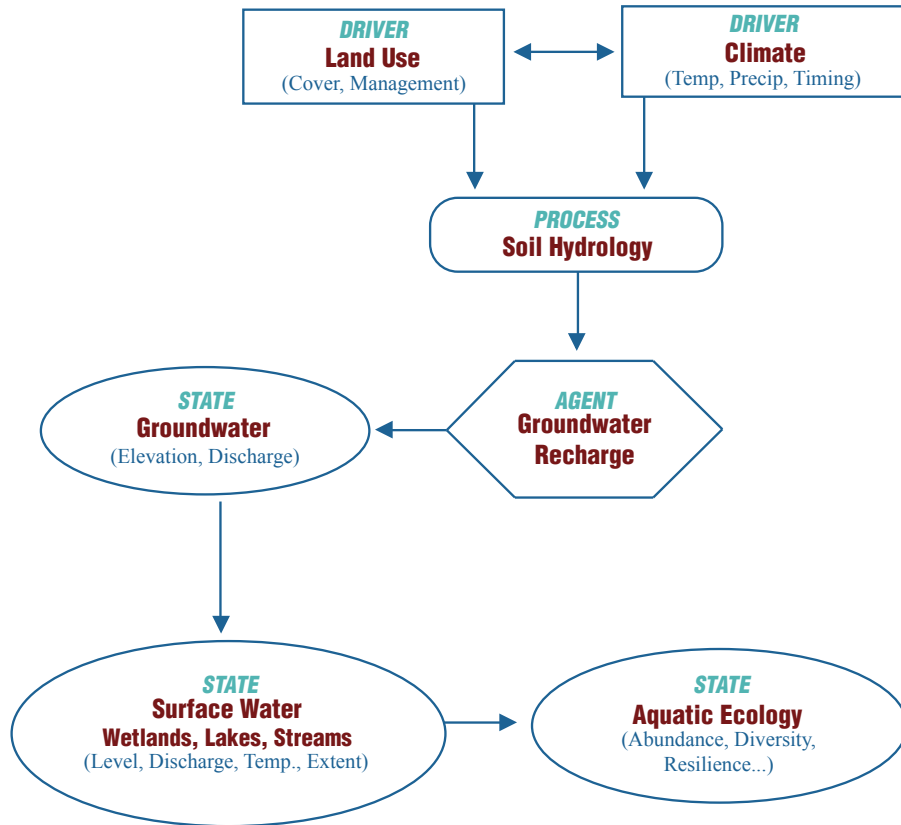 DRIVER
Land Use
(Cover, Management)
DRIVER
Climate
(Temp, Precip, Timing)
PROCESS
Soil Hydrology
STATE
Groundwater
(Elevation, Discharge)
AGENT
Groundwater
Recharge
STATE
Surface Water
Wetlands, Lakes, Streams
(Level, Discharge, Temp., Extent)
STATE
Aquatic Ecology
(Abundance, Diversity,
Resilience...)